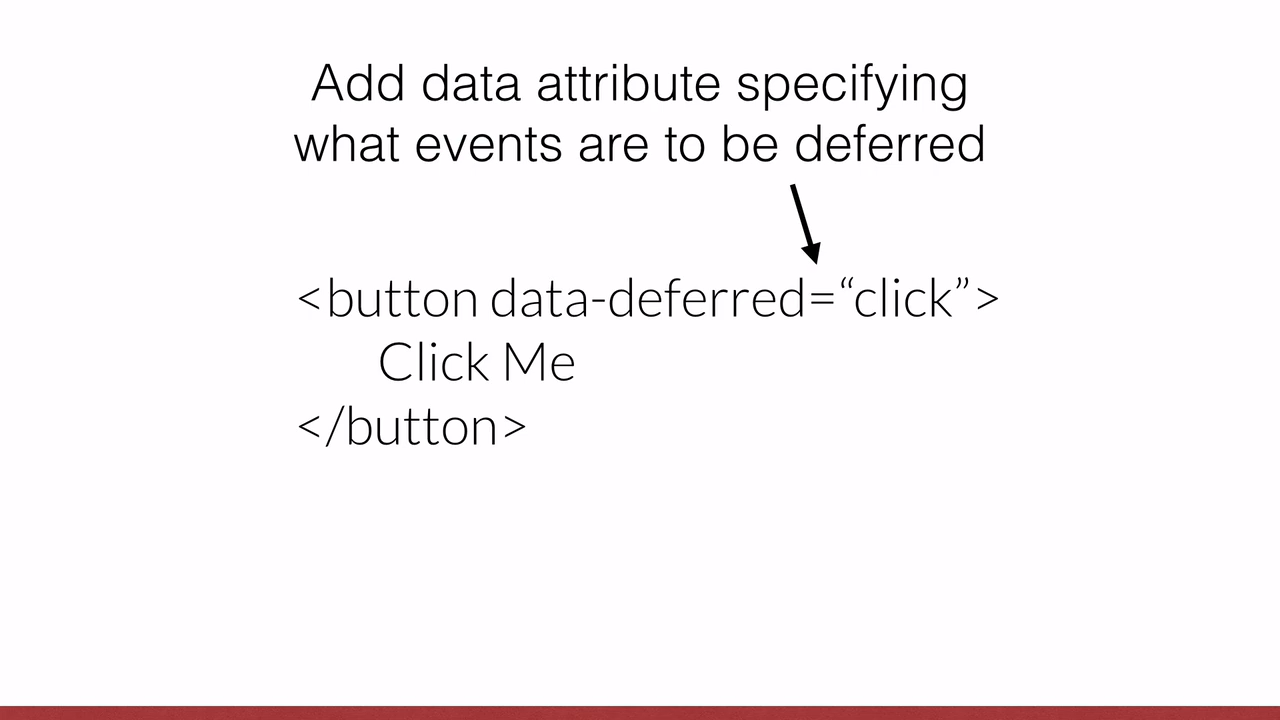 Add data attribute specifying
what events are to be deferred
<button data-deferred=“click”>
Click Me
</button>